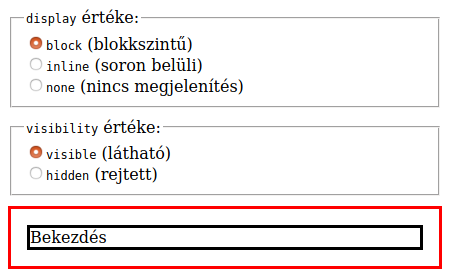 display értéke:
block (blokkszintű)
inline (soron belüli)
none (nincs megjelenítés)
visibility értéke:
visible (látható)
hidden (rejtett)
Bekezdés